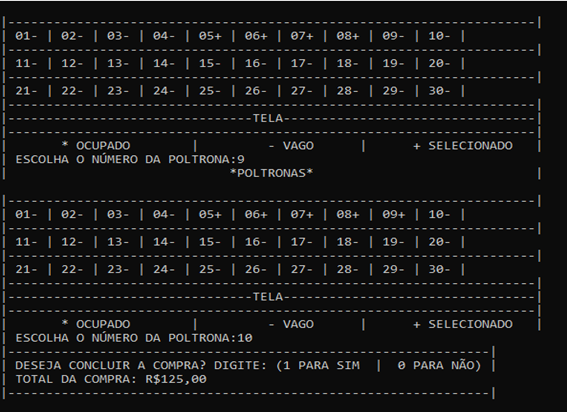 |---------------------------------------------------------------------|
| 01- | 02- | 03- | 04- | 05+ | 06+ | 07+ | 08+ | 09- | 10- |
|---------------------------------------------------------------------|
| 11- | 12- | 13- | 14- | 15- | 16- | 17- | 18- | 19- | 20- |
|---------------------------------------------------------------------|
| 21- | 22- | 23- | 24- | 25- | 26- | 27- | 28- | 29- | 30- |
|---------------------------------------------------------------------|
|--------------------------------TELA---------------------------------|
|---------------------------------------------------------------------|
| * OCUPADO | - VAGO | + SELECIONADO |
| ESCOLHA O NÚMERO DA POLTRONA:9
| *POLTRONAS* |
|---------------------------------------------------------------------|
| 01- | 02- | 03- | 04- | 05+ | 06+ | 07+ | 08+ | 09+ | 10- |
|---------------------------------------------------------------------|
| 11- | 12- | 13- | 14- | 15- | 16- | 17- | 18- | 19- | 20- |
|---------------------------------------------------------------------|
| 21- | 22- | 23- | 24- | 25- | 26- | 27- | 28- | 29- | 30- |
|---------------------------------------------------------------------|
|--------------------------------TELA---------------------------------|
|---------------------------------------------------------------------|
| * OCUPADO | - VAGO | + SELECIONADO |
| ESCOLHA O NÚMERO DA POLTRONA:10
|---------------------------------------------------------------|
| DESEJA CONCLUIR A COMPRA? DIGITE: (1 PARA SIM | 0 PARA NÃO) |
| TOTAL DA COMPRA: R$125,00
|---------------------------------------------------------------|